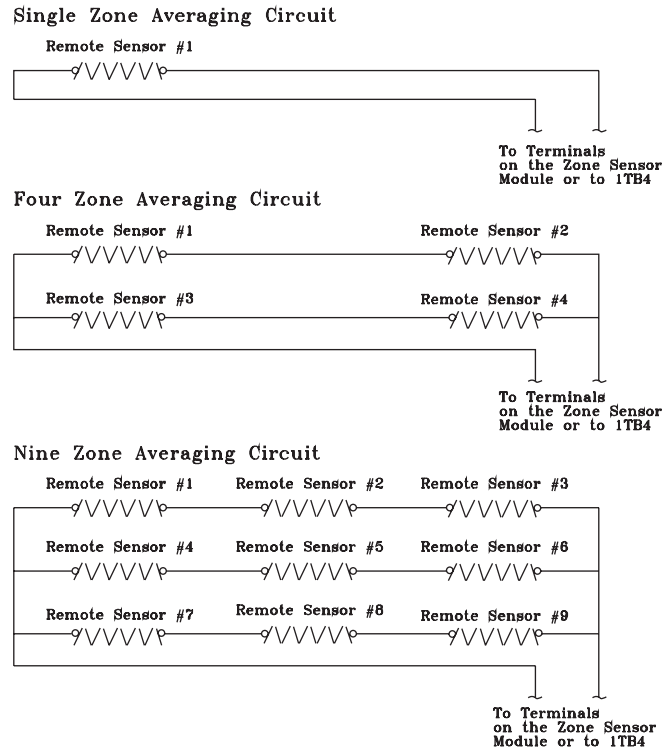 Single Zone Averaging Circuit
Remote Sensor #1
To Terminals
on the Zone Sensor
Module or to 1TB4
Four Zone Averaging Circuit
Remote Sensor #1
Remote Sensor #2
Remote Sensor #3
Remote Sensor #4
To Terminals
on the Zone Sensor
Module or to 1TB4
Nine Zone Averaging Circuit
Remote Sensor #1
Remote Sensor #2
Remote Sensor #3
Remote Sensor #4
Remote Sensor #5
Remote Sensor #6
Remote Sensor #7
Remote Sensor #8
Remote Sensor #9
To Terminals
on the Zone Sensor
Module or to 1TB4